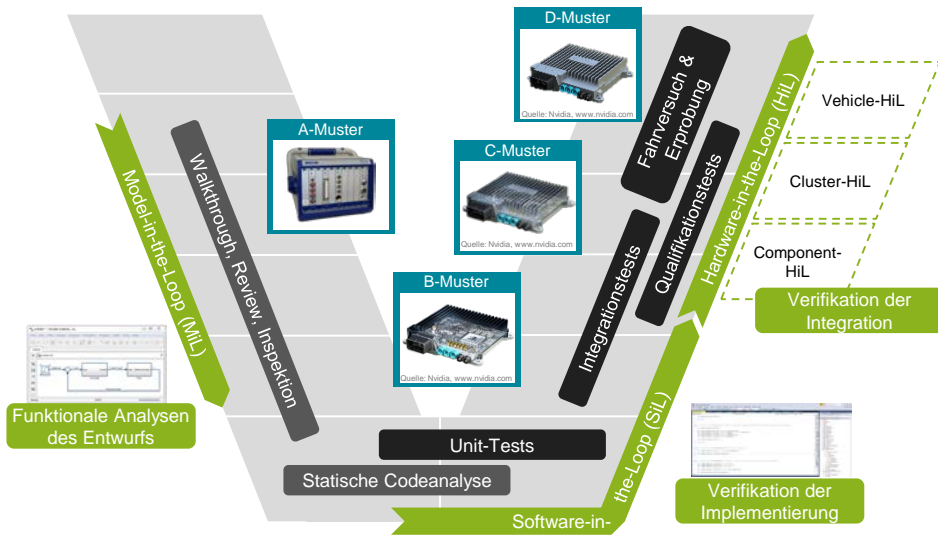 D-Muster
Quelle: Nvidia, www.nvidia.com
A-Muster
C-Muster
Quelle: Nvidia, www.nvidia.com
B-Muster
Quelle: Nvidia, www.nvidia.com
Model-in-the-Loop (MiL)
Walkthrough, Review, Inspektion
Funktionale Analysen
des Entwurfs
Fahrversuch &
Erprobung
Qualifikationstests
Integrationstests
Unit-Tests
Statische Codeanalyse
Software-in-
the-Loop (SiL)
Hardware-in-the-Loop (HiL)
Vehicle-HiL
Cluster-HiL
Component-
HiL
Verifikation der
Integration
Verifikation der
Implementierung